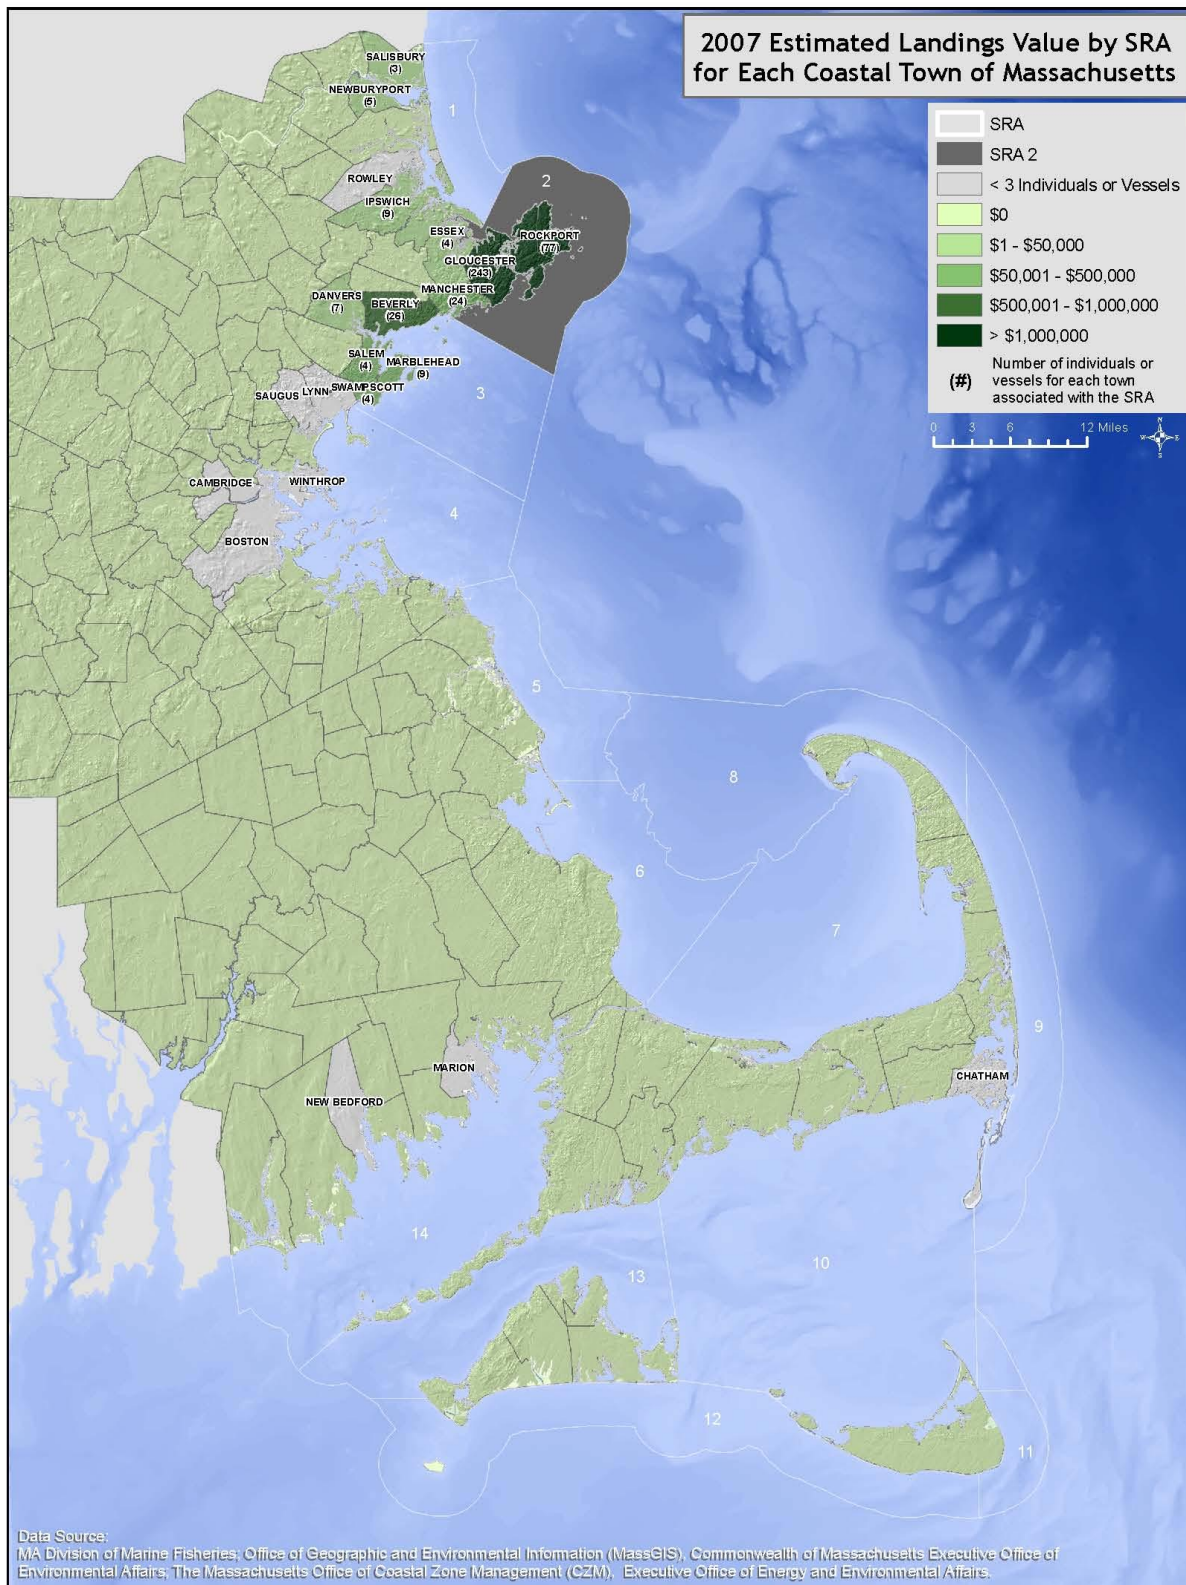 2007 Estimated Landings Value by SRA
for Each Coastal Town of Massachusetts
SRA
SRA 2
< 3 Individuals or Vessels
$0
$1 - $50,000
$50,001 - $500,000
$500,001 - $1,000,000
> $1,000,000
(#)
Number of individuals or
vessels for each town
associated with the SRA
0 3 6 12 Miles
N
W E
S
SALISBURY
(3)
NEWBURYPORT
(5)
1
ROWLEY
2
IPSWICH
(9)
ESSEX
(4)
ROCKPORT
(77)
GLOUCESTER
(243)
MANCHESTER
(24)
DANVERS
(7)
BEVERLY
(26)
SALEM
(4)
MARBLEHEAD
(9)
SWAMPSCOTT
(4)
SAUGUS
LYNN
3
CAMBRIDGE
WINTHROP
4
BOSTON
5
8
6
7
9
MARION
CHATHAM
NEW BEDFORD
14
13
10
12
11
Data Source:
MA Division of Marine Fisheries; Office of Geographic and Environmental Information (MassGIS), Commonwealth of Massachusetts Executive Office of
Environmental Affairs; The Massachusetts Office of Coastal Zone Management (CZM), Executive Office of Energy and Environmental Affairs.